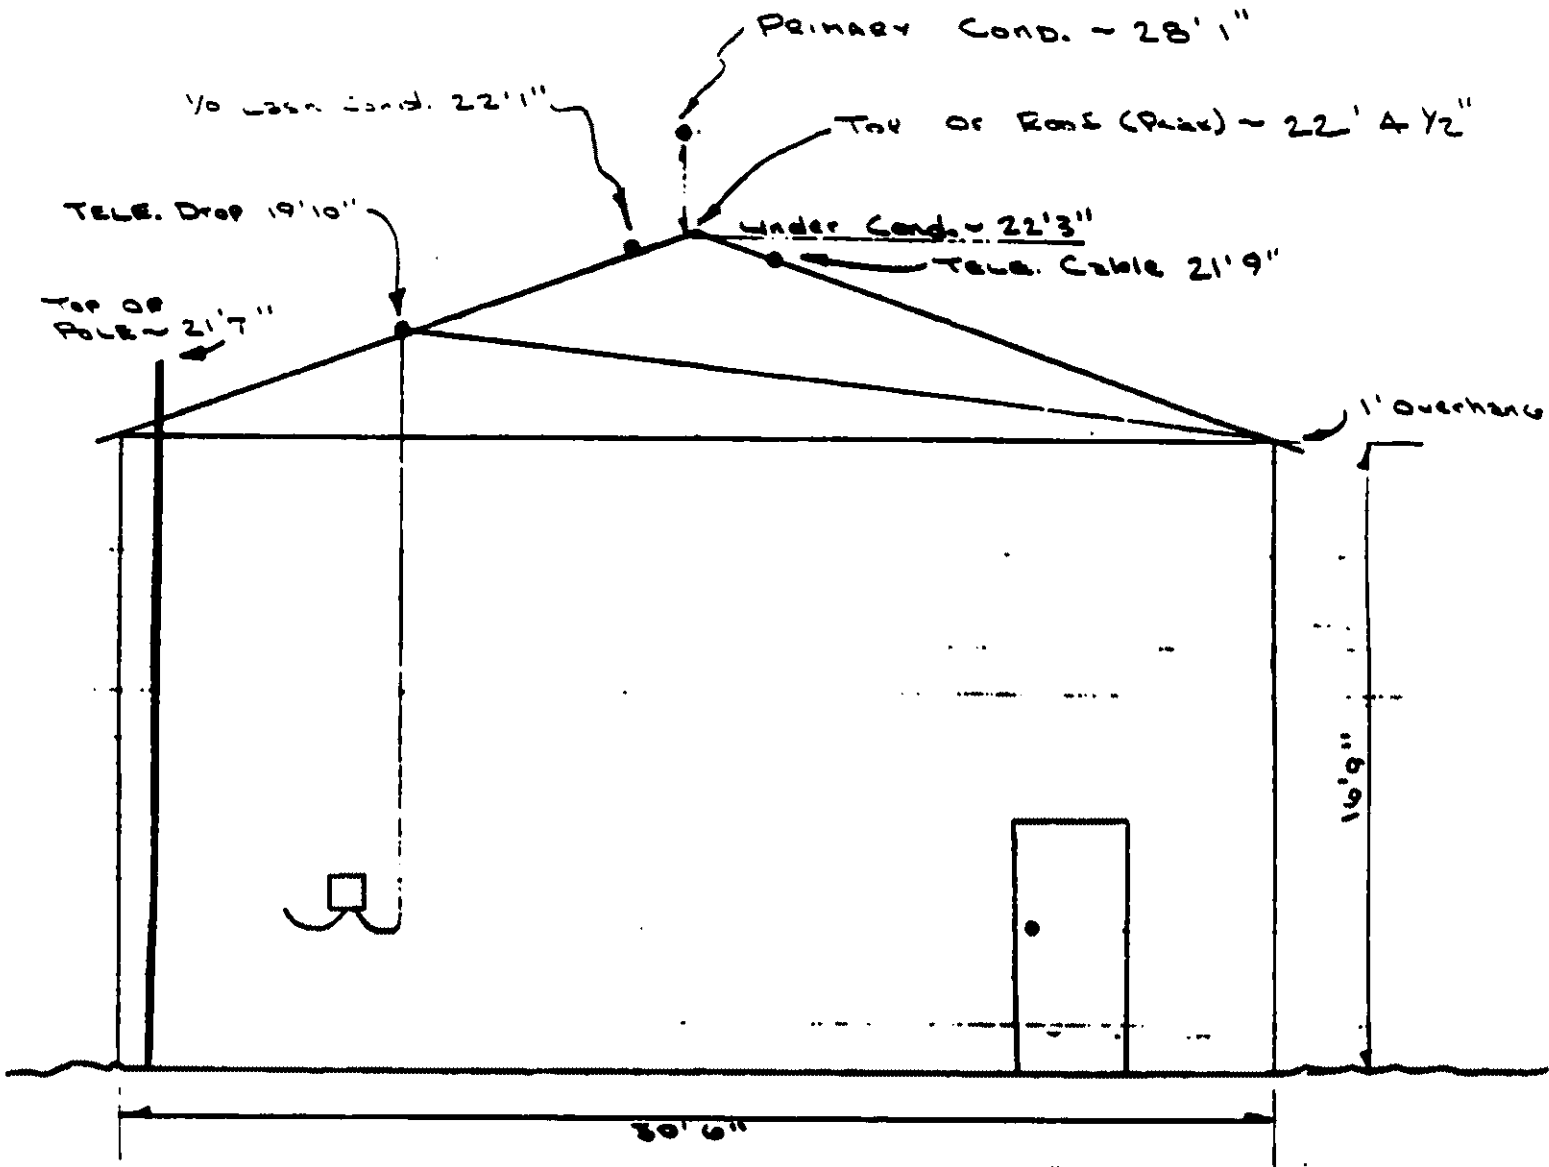 PRIMARY COND. ~ 28'1"
1/0 Cond. 22'1"
TOP OF ROOF (PEAK) ~ 22' 4 1/2"
TELE. Drop 19'10"
Under Cond. ~ 22'3"
TELE. Cable 21'9"
TOP OF
POLE ~ 21'7"
1' Overhang
16'9"
30'6"